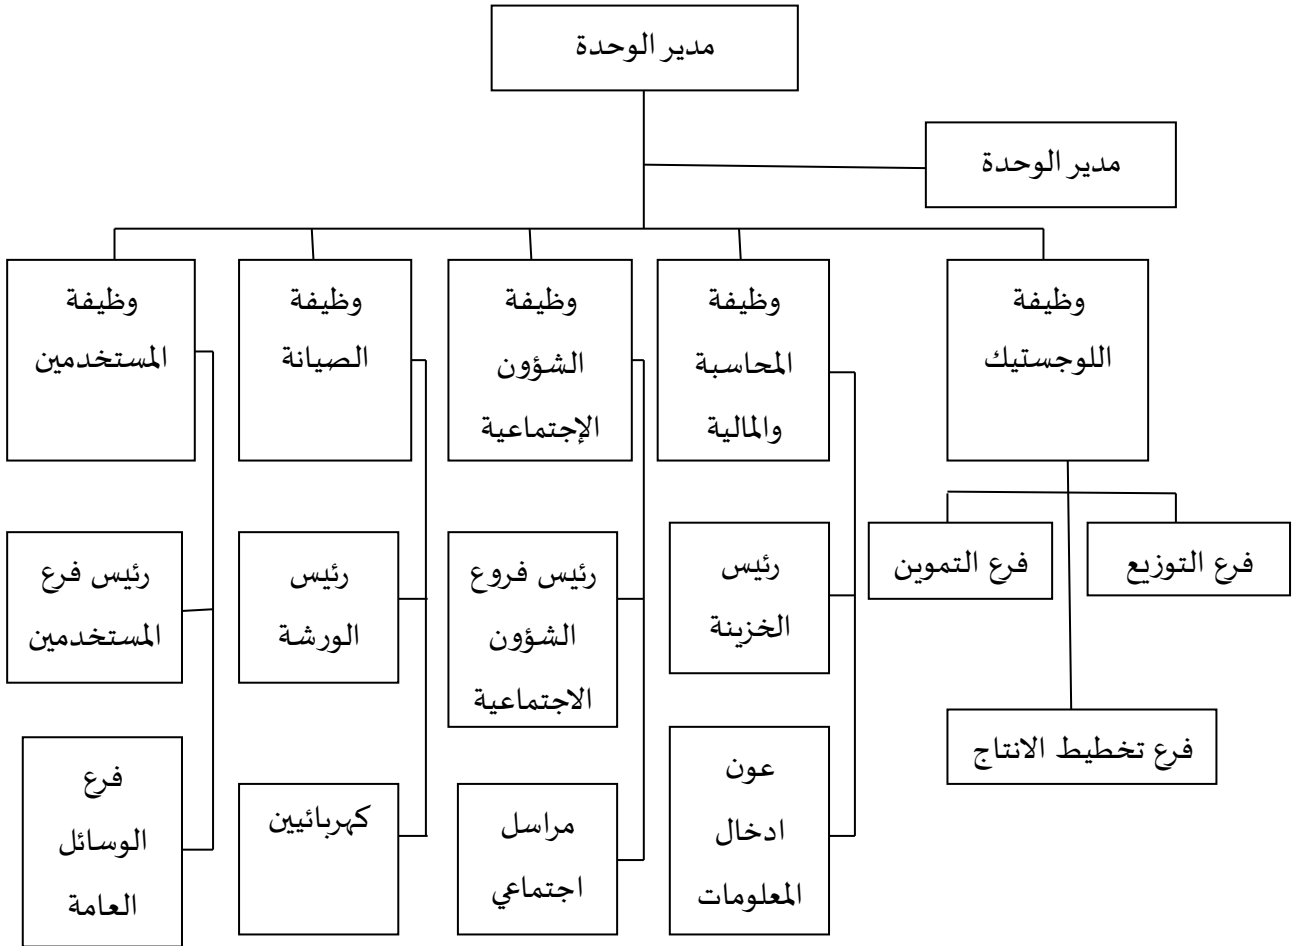 مدير الوحدة
مدير الوحدة
وظيفة
اللوجستيك
وظيفة
المحاسبة
والمالية
وظيفة
الشؤون
الإجتماعية
وظيفة
الصيانة
وظيفة
المستخدمين
فرع التوزيع
فرع التموين
رئيس
الخزينة
رئيس فروع
الشؤون
الاجتماعية
رئيس
الورشة
رئيس فرع
المستخدمين
فرع تخطيط الانتاج
عون
ادخال
المعلومات
مراسل
اجتماعي
كهربائيين
فرع
الوسائل
العامة